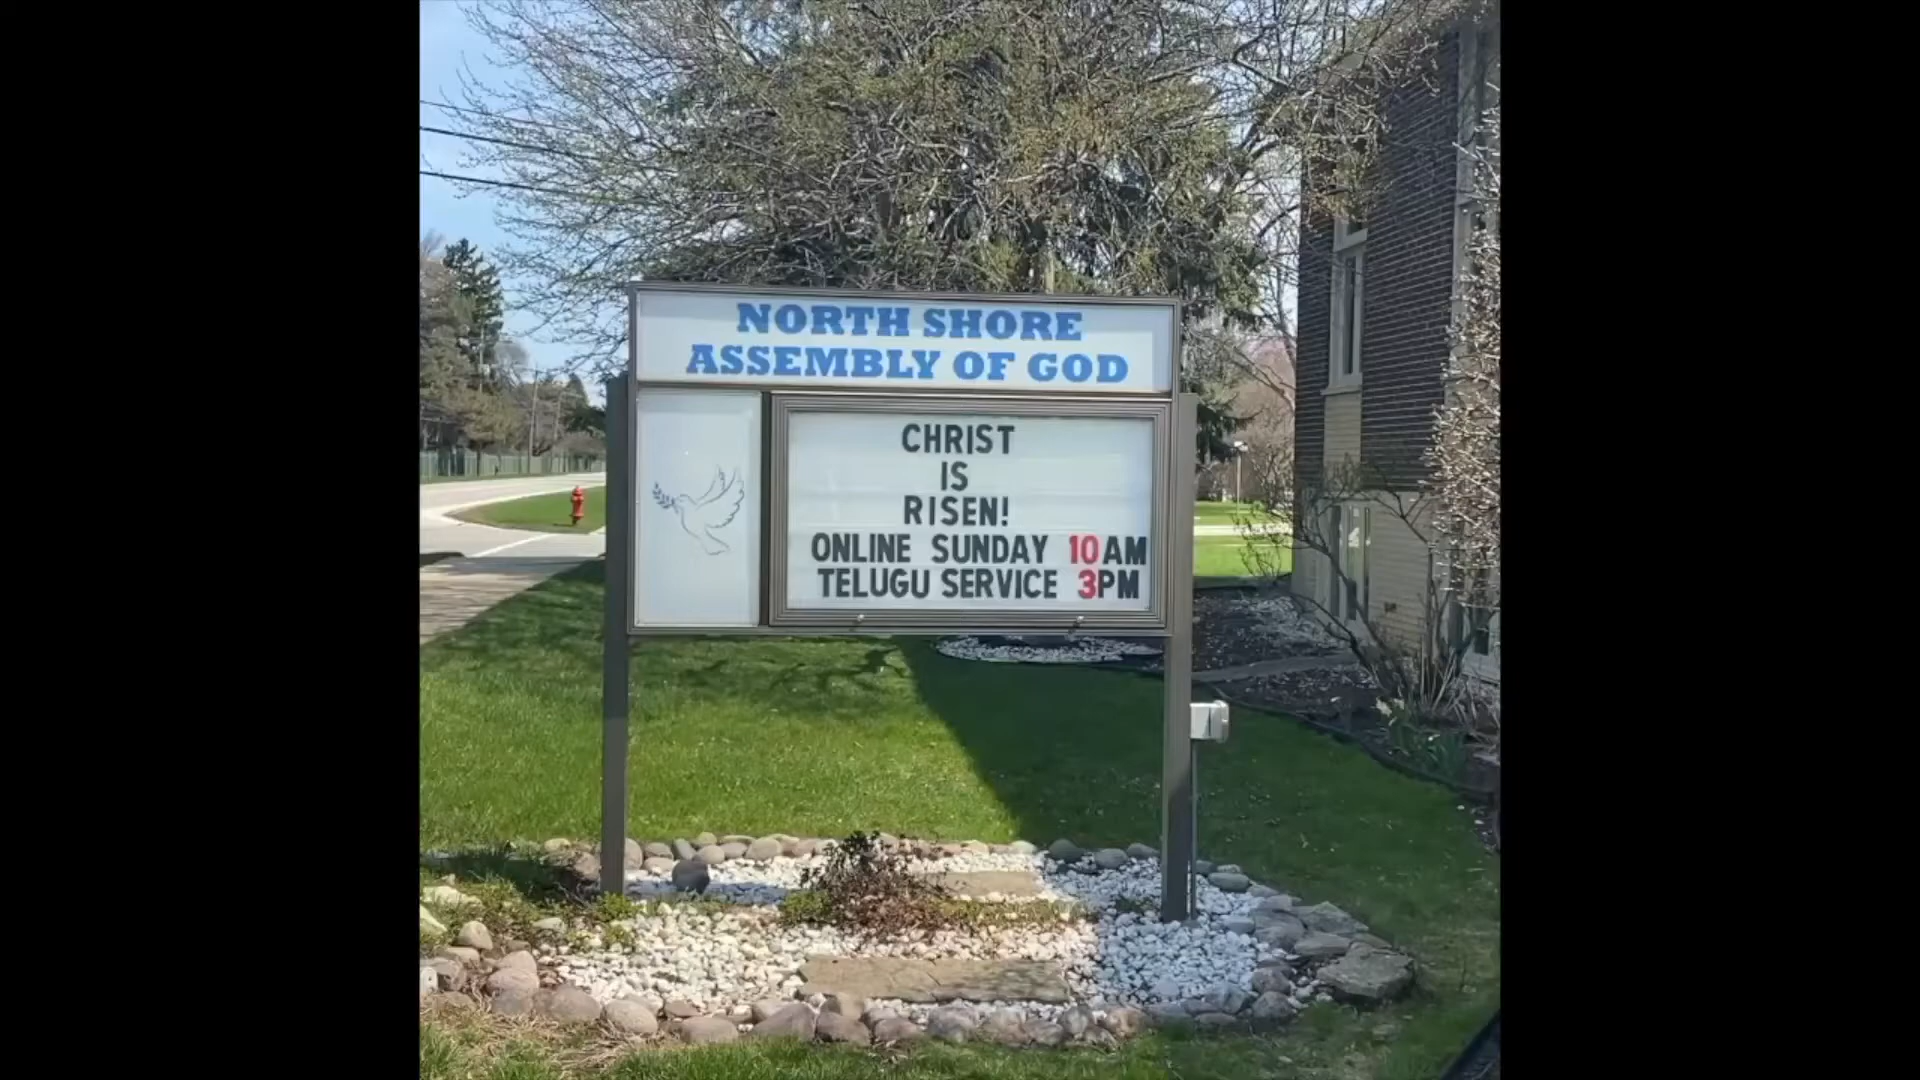 NORTH SHORE
ASSEMBLY OF GOD
CHRIST
IS
RISEN!
ONLINE SUNDAY 10AM
TELUGU SERVICE 3PM